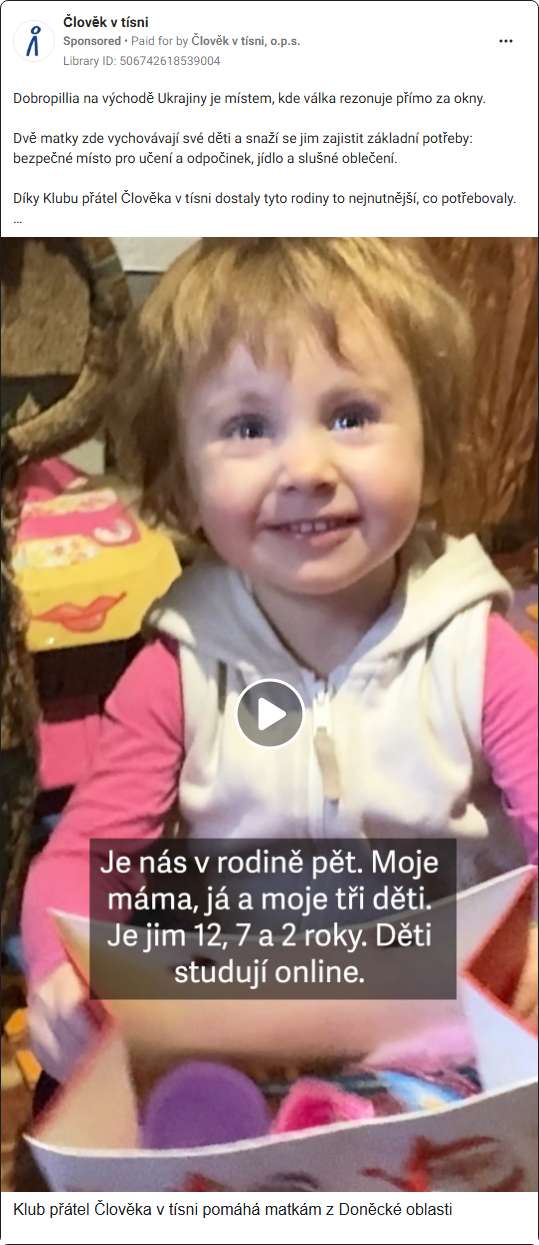 Člověk v tísni
Sponsored • Paid for by Člověk v tísni, o.p.s.
Library ID: 506742618539004
Dobropillia na východě Ukrajiny je místem, kde válka rezonuje přímo za okny.
Dvě matky zde vychovávají své děti a snaží se jim zajistit základní potřeby:
bezpečné místo pro učení a odpočinek, jídlo a slušné oblečení.
Díky Klubu přátel Člověka v tísni dostaly tyto rodiny to nejnutnější, co potřebovaly.
...
Je nás v rodině pět. Moje
máma, já a moje tři děti.
Je jim 12, 7 a 2 roky. Děti
studují online.
Klub přátel Člověka v tísni pomáhá matkám z Doněcké oblasti